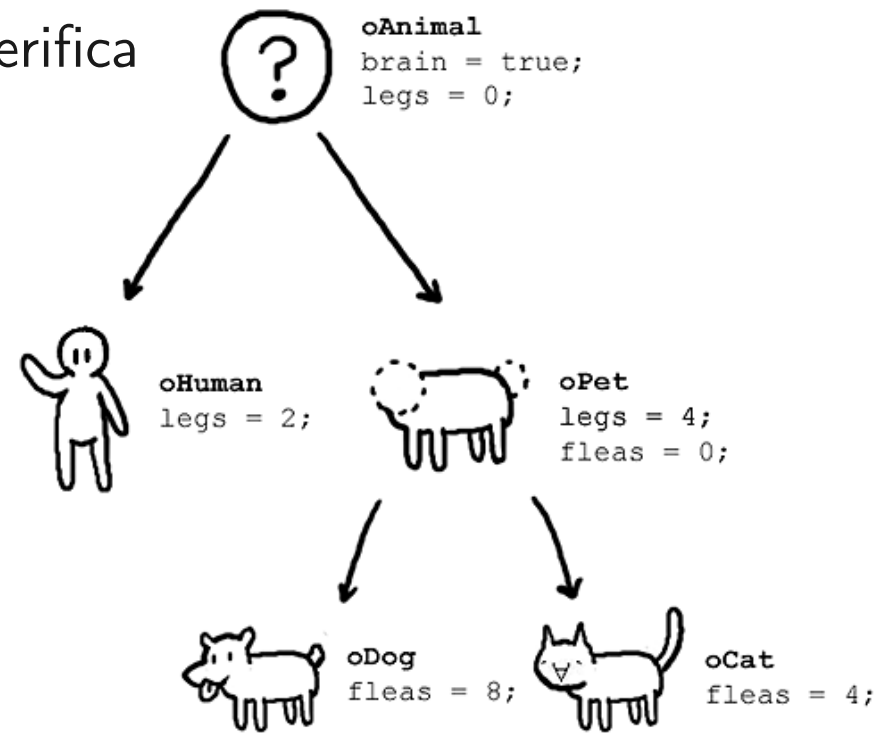 erifica
oAnimal
brain = true;
legs = 0;
?
oHuman
legs = 2;
oPet
legs = 4;
fleas = 0;
oDog
fleas = 8;
oCat
fleas = 4;